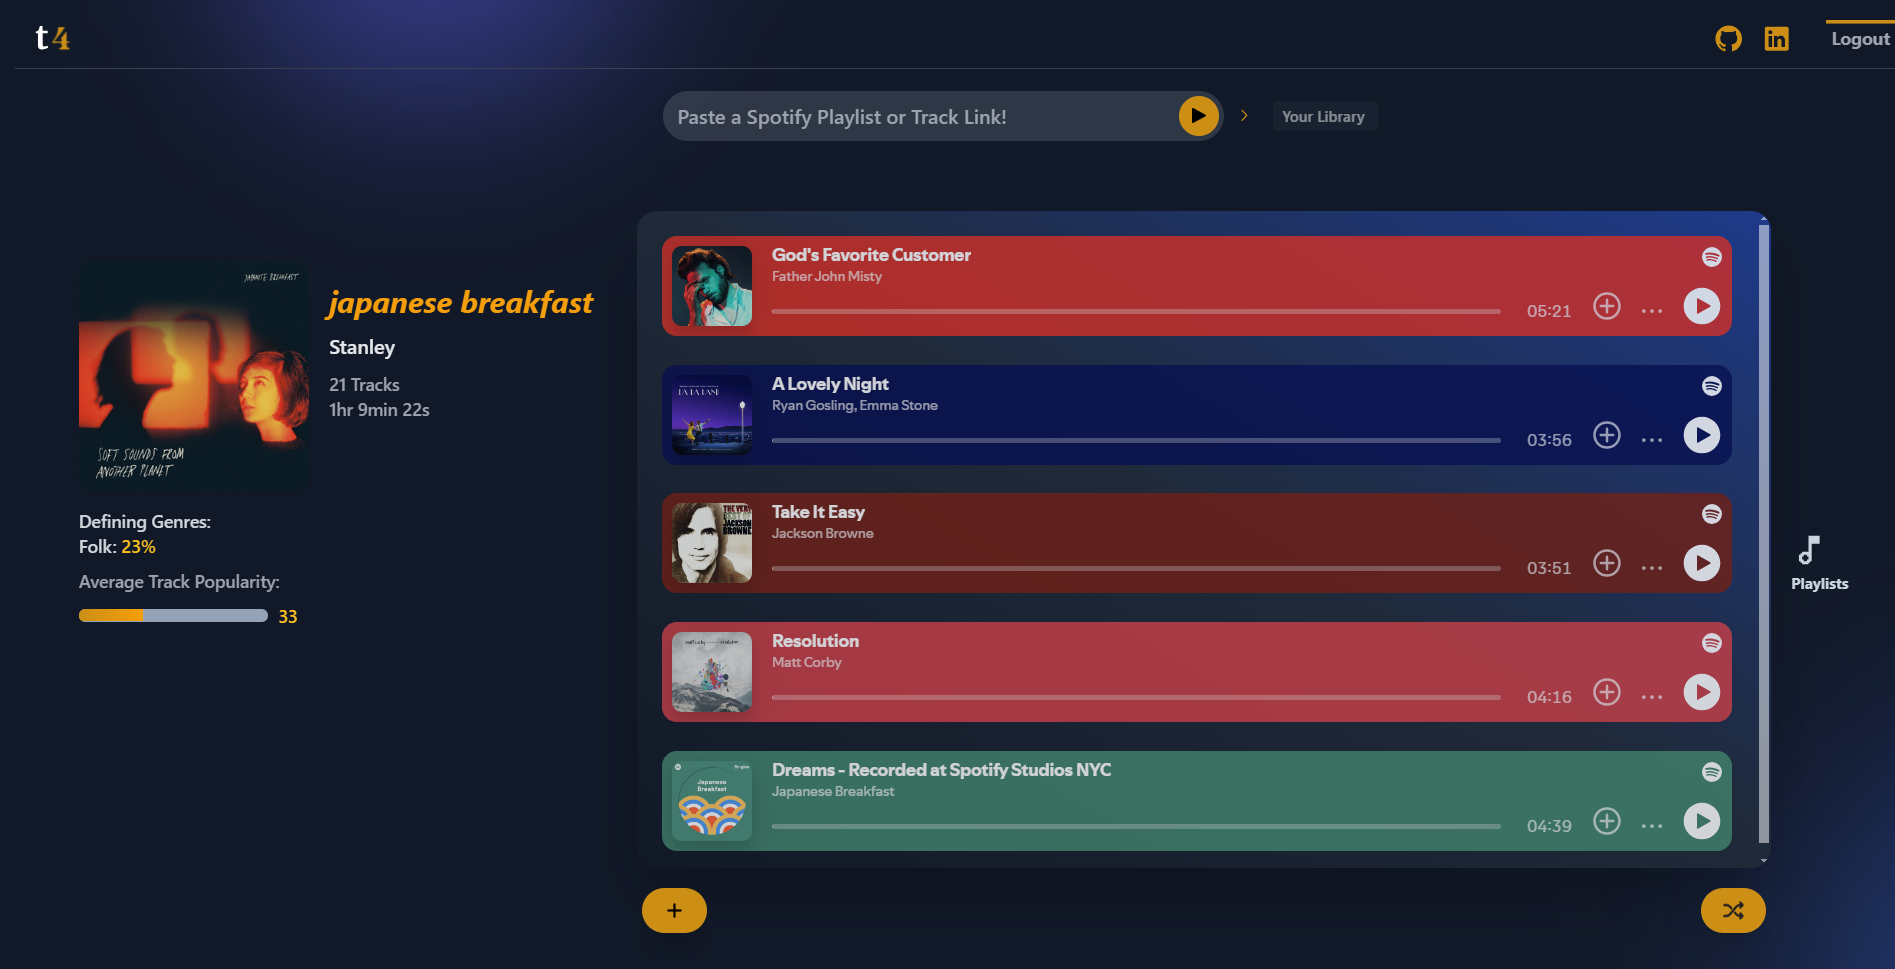 t4
Logout
Paste a Spotify Playlist or Track Link!
Your Library
JAPANESE BREAKFAST
SOFT SOUNDS FROM
ANOTHER PLANET
japanese breakfast
Stanley
21 Tracks
1hr 9min 22s
Defining Genres:
Folk: 23%
Average Track Popularity:
33
God's Favorite Customer
Father John Misty
05:21
LA LA LAND
A Lovely Night
Ryan Gosling, Emma Stone
03:56
THE VERY
BEST OF
JACKSON
BROWNE
Take It Easy
Jackson Browne
03:51
Resolution
Matt Corby
04:16
Japanese
Breakfast
Dreams - Recorded at Spotify Studios NYC
Japanese Breakfast
04:39
Playlists